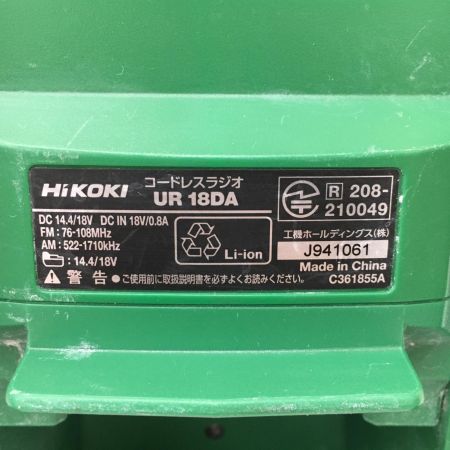 HiKOKI
コードレスラジオ
UR 18DA
DC 14.4/18V DC IN 18V/0.8A
FM : 76-108MHz
AM : 522-1710kHz
: 14.4/18V
Li-ion
警告 ●ご使用前に取扱説明書を必ずよくお読みください。
R 208-
210049
工機ホールディングス(株)
J941061
Made in China
C361855A